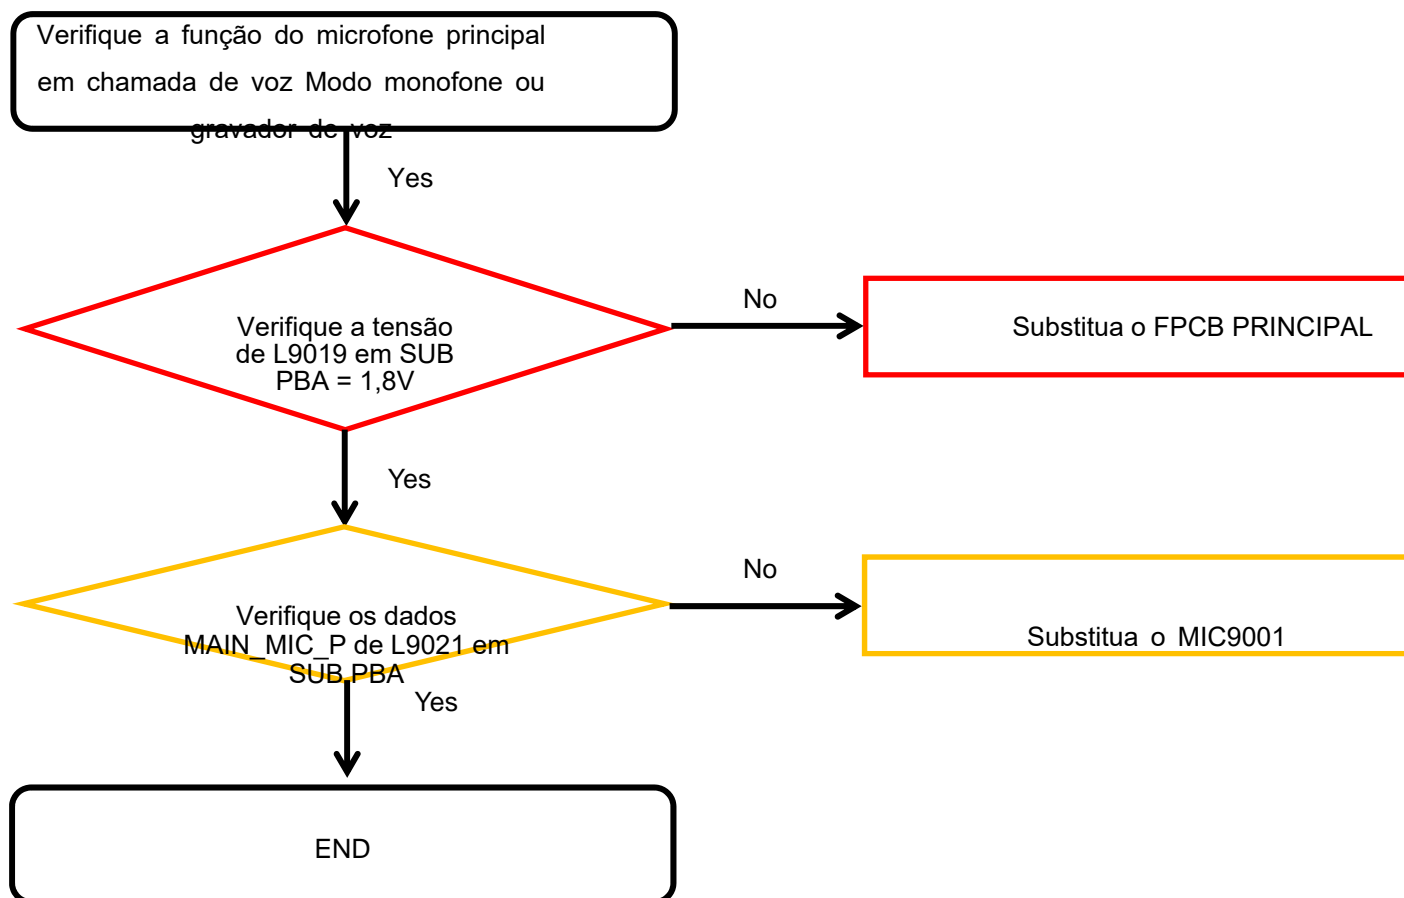 Verifique a função do microfone principal
em chamada de voz Modo monofone ou
gravador de voz
Yes
Verifique a tensão
de L9019 em SUB
PBA = 1,8V
No
Substitua o FPCB PRINCIPAL
Yes
Verifique os dados
MAIN_MIC_P de L9021 em
SUB PBA
No
Substitua o MIC9001
Yes
END